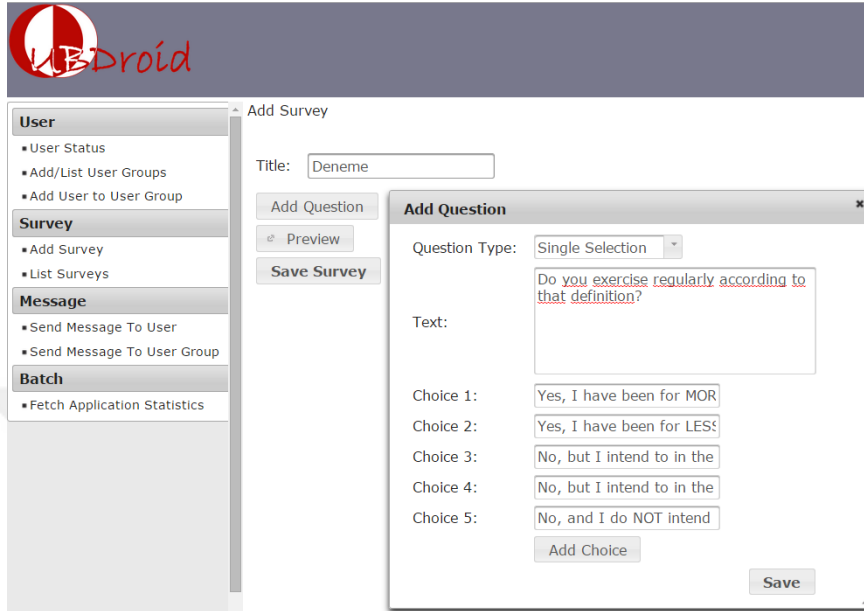 UBDroid
User
User Status
Add/List User Groups
Add User to User Group
Survey
Add Survey
List Surveys
Message
Send Message To User
Send Message To User Group
Batch
Fetch Application Statistics
Add Survey
Title: Deneme
Add Question
Preview
Save Survey
Add Question
Question Type: Single Selection
Text:
Do you exercise regularly according to
that definition?
Choice 1: Yes, I have been for MOR
Choice 2: Yes, I have been for LESS
Choice 3: No, but I intend to in the
Choice 4: No, but I intend to in the
Choice 5: No, and I do NOT intend
Add Choice
Save